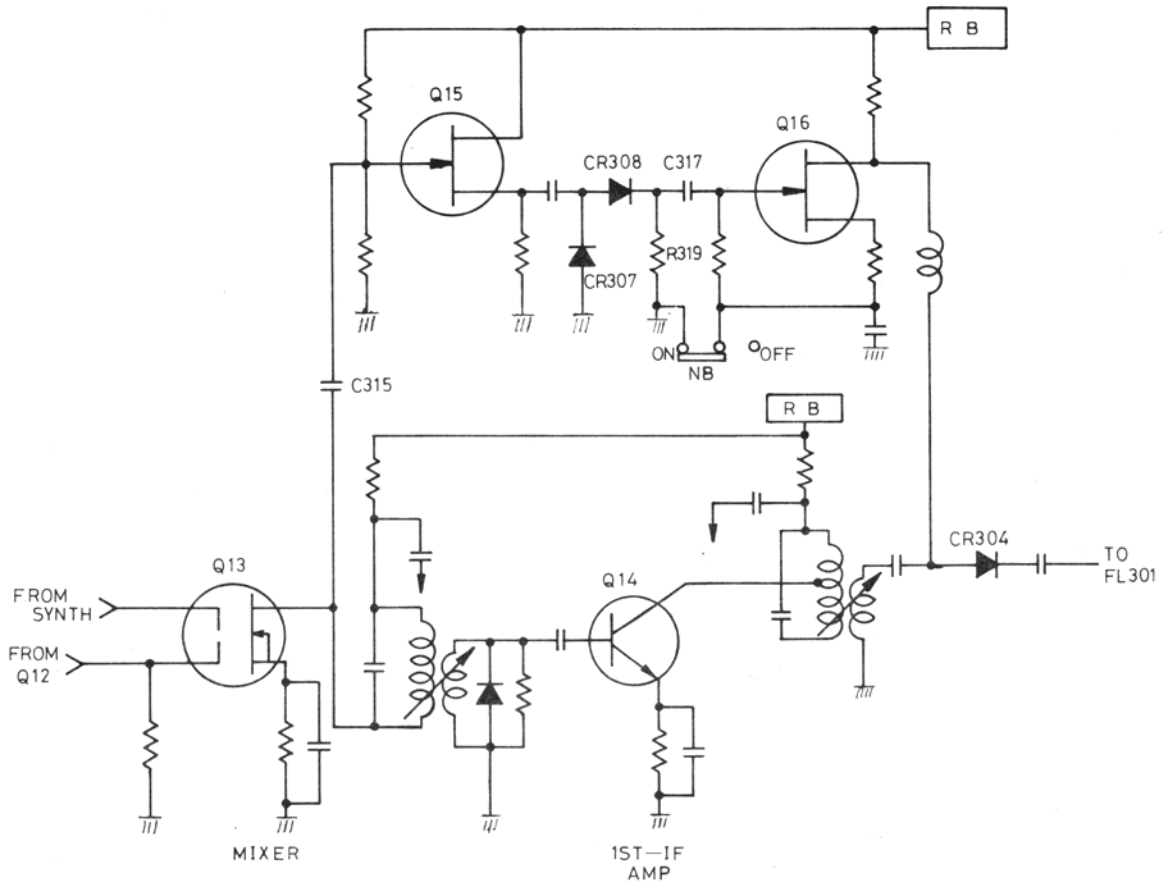 R B
Q15
Q16
CR308
C317
R319
CR307
ON
OFF
NB
C315
R B
Q13
CR304
Q14
TO
FL301
FROM
SYNTH
FROM
Q12
MIXER
1ST-IF
AMP